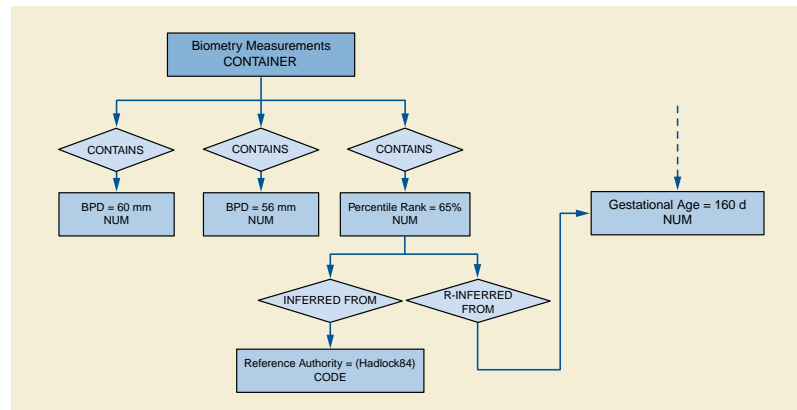 Biometry Measurements
CONTAINER
CONTAINS
CONTAINS
CONTAINS
BPD = 60 mm
NUM
BPD = 56 mm
NUM
Percentile Rank = 65%
NUM
Gestational Age = 160 d
NUM
INFERRED FROM
R-INFERRED
FROM
Reference Authority = (Hadlock84)
CODE